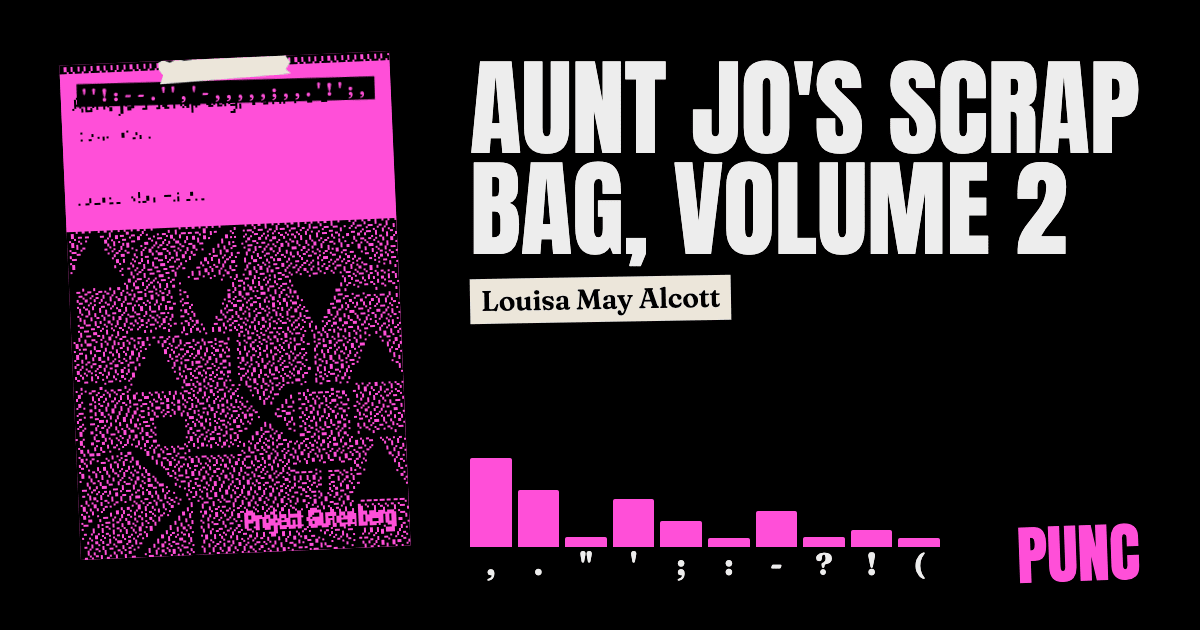 AUNT JO'S SCRAP
BAG, VOLUME 2
Louisa May Alcott
Project Gutenberg
, . " ' ; : - ? ! (
PUNC